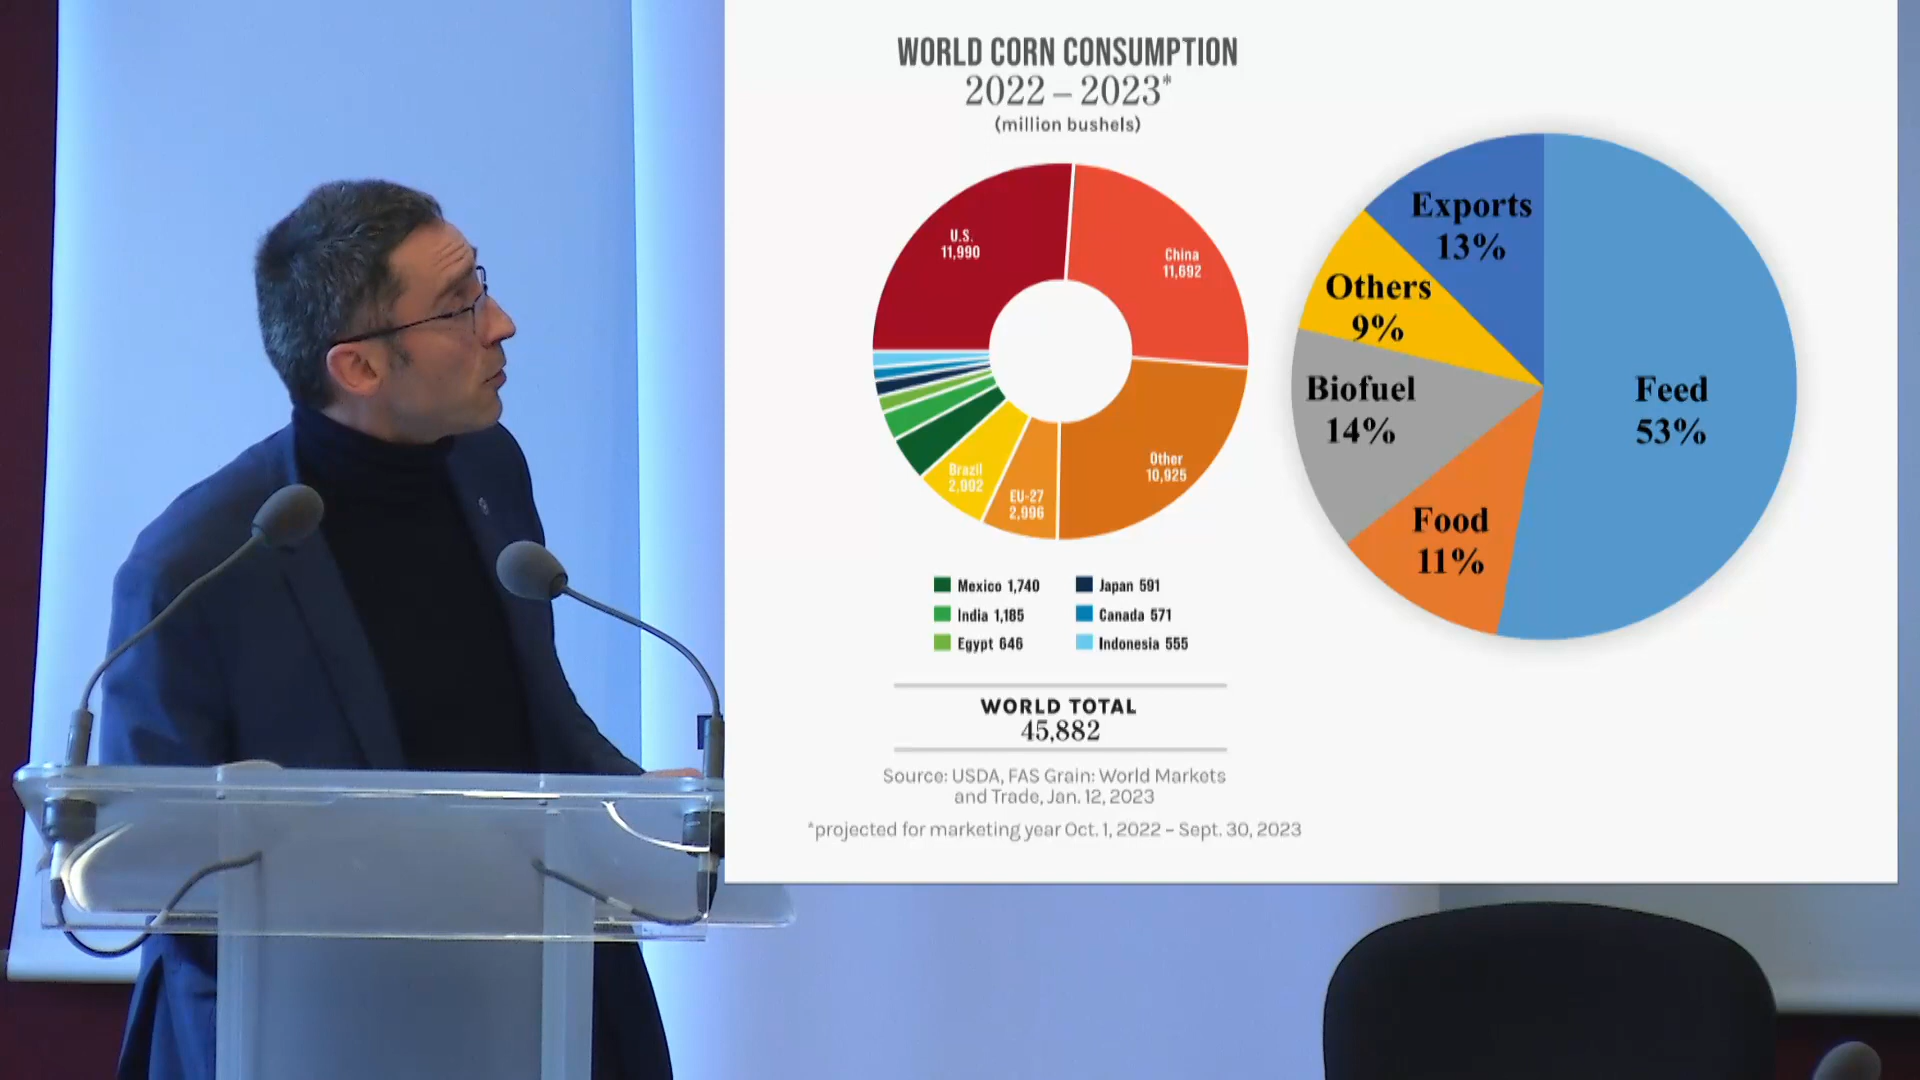 WORLD CORN CONSUMPTION
2022 – 2023*
(million bushels)
U.S.
11,990
China
11,692
Other
10,925
EU-27
2,996
Brazil
2,992
Mexico 1,740
India 1,185
Egypt 646
Japan 591
Canada 571
Indonesia 555
WORLD TOTAL
45,882
Source: USDA, FAS Grain: World Markets
and Trade, Jan. 12, 2023
*projected for marketing year Oct. 1, 2022 – Sept. 30, 2023
Exports
13%
Others
9%
Biofuel
14%
Food
11%
Feed
53%